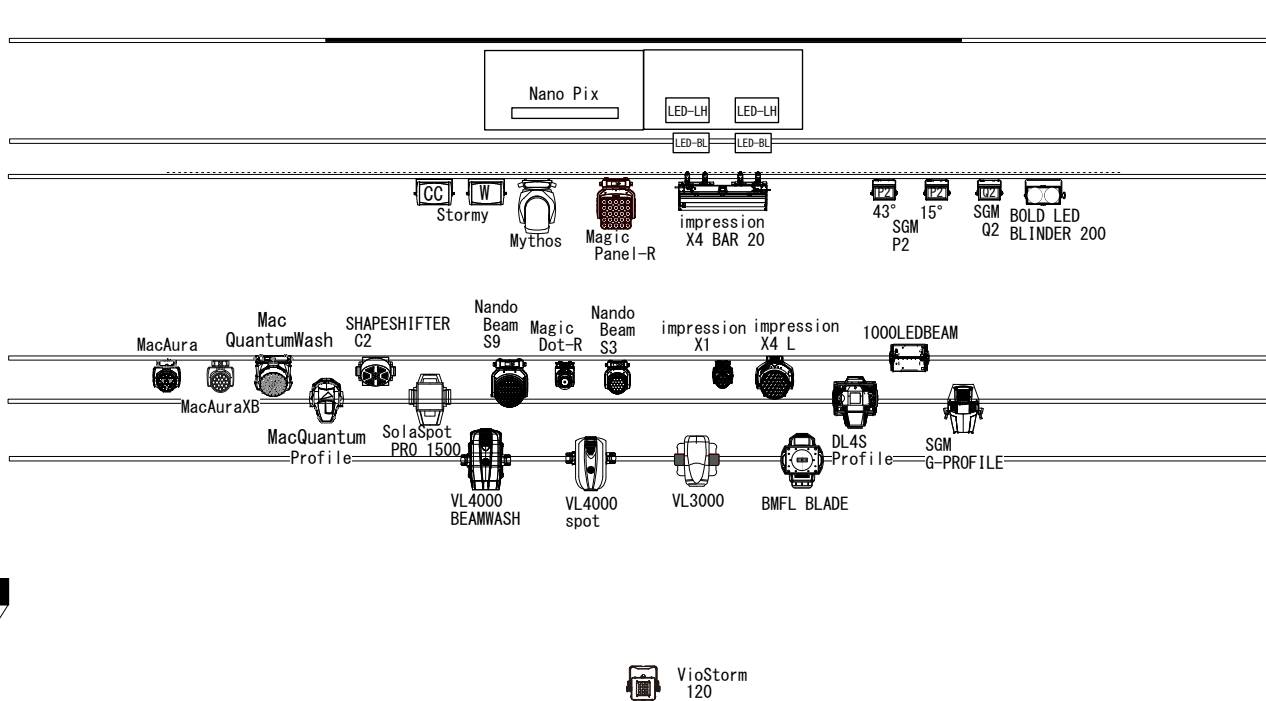 Nano Pix
LED-LH
LED-LH
LED-BL
LED-BL
CC
W
Stormy
Mythos
Magic
Panel-R
impression
X4 BAR 20
P2
P2
43°
15°
SGM
P2
Q2
SGM
Q2
BOLD LED
BLINDER 200
MacAura
MacAuraXB
Mac
QuantumWash
SHAPESHIFTER
C2
Nando
Beam
S9
Magic
Dot-R
Nando
Beam
S3
impression
X1
impression
X4 L
1000LEDBEAM
MacQuantum
Profile
SolaSpot
PRO 1500
VL4000
BEAMWASH
VL4000
spot
VL3000
BMFL BLADE
DL4S
Profile
SGM
G-PROFILE
VioStorm
120